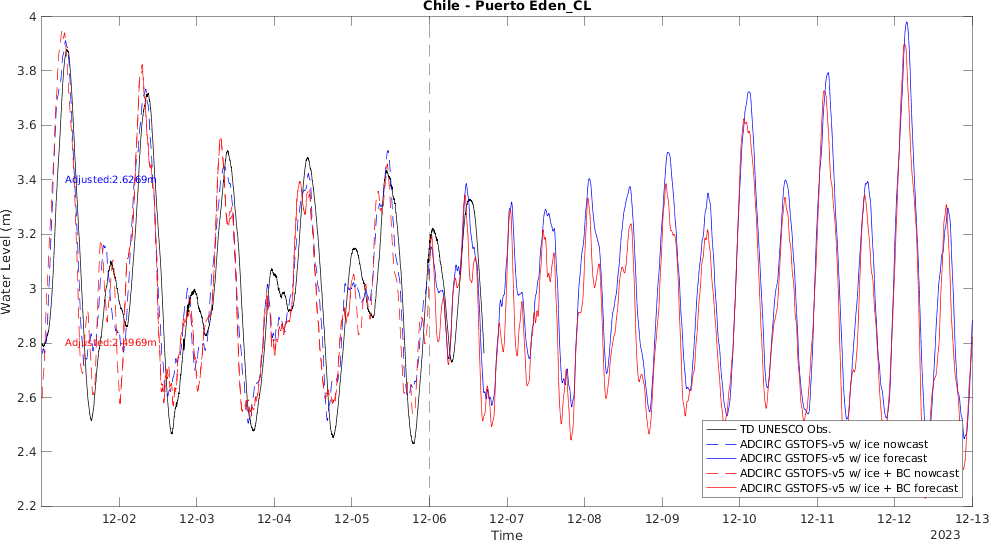 Chile - Puerto Eden_CL
Water Level (m)
4
3.8
3.6
3.4
3.2
3
2.8
2.6
2.4
2.2
Adjusted:2.6269m
Adjusted:2.4969m
TD UNESCO Obs.
ADCIRC GSTOFS-v5 w/ ice nowcast
ADCIRC GSTOFS-v5 w/ ice forecast
ADCIRC GSTOFS-v5 w/ ice + BC nowcast
ADCIRC GSTOFS-v5 w/ ice + BC forecast
12-02 12-03 12-04 12-05 12-06 12-07 12-08 12-09 12-10 12-11 12-12 12-13
Time
2023